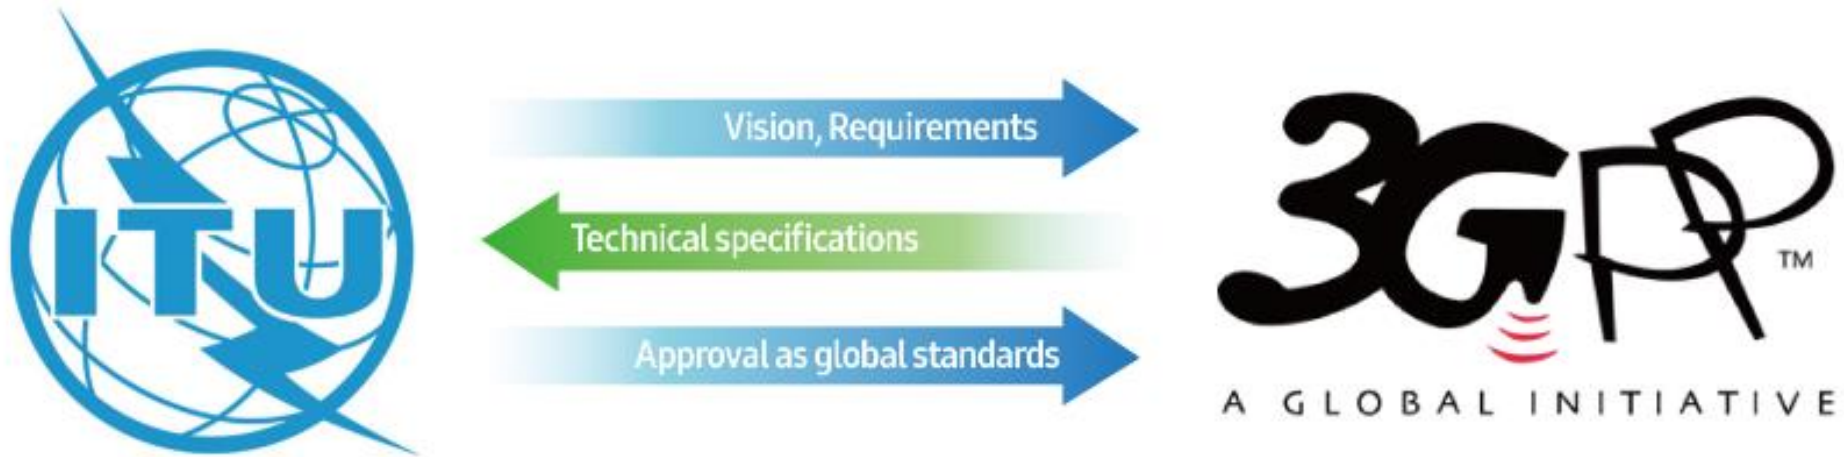 ITU
Vision, Requirements
Technical specifications
Approval as global standards
3GPP
TM
A GLOBAL INITIATIVE